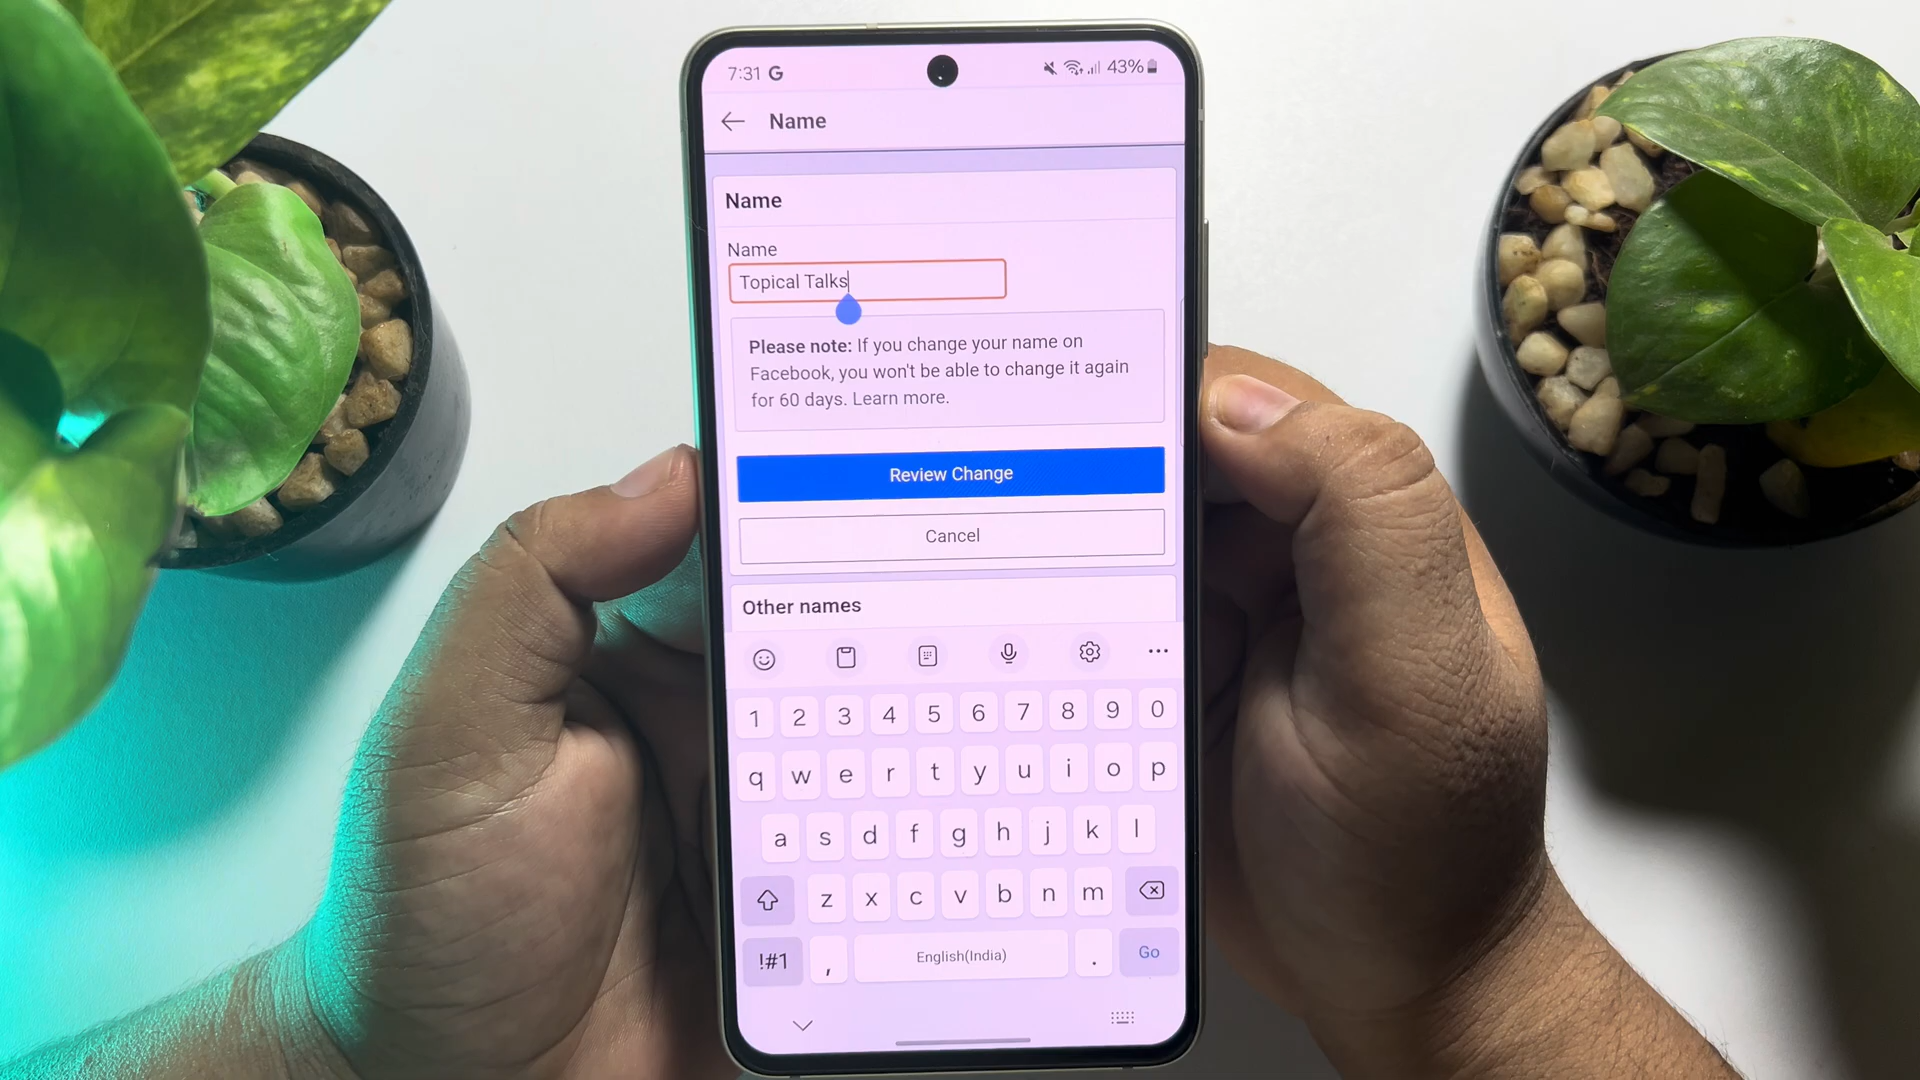 7:31 G 43%
Name
Name
Name
Topical Talks
Please note: If you change your name on
Facebook, you won't be able to change it again
for 60 days. Learn more.
Review Change
Cancel
Other names
1 2 3 4 5 6 7 8 9 0
q w e r t y u i o p
a s d f g h j k l
z x c v b n m
!#1 , English(India) . Go